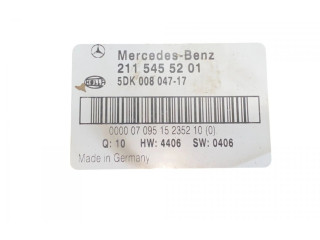 Mercedes-Benz
211 545 52 01
HELLA
5DK 008 047-17
0000 07 095 15 2352 10 (0)
Q: 10 HW: 4406 SW: 0406
Made in Germany